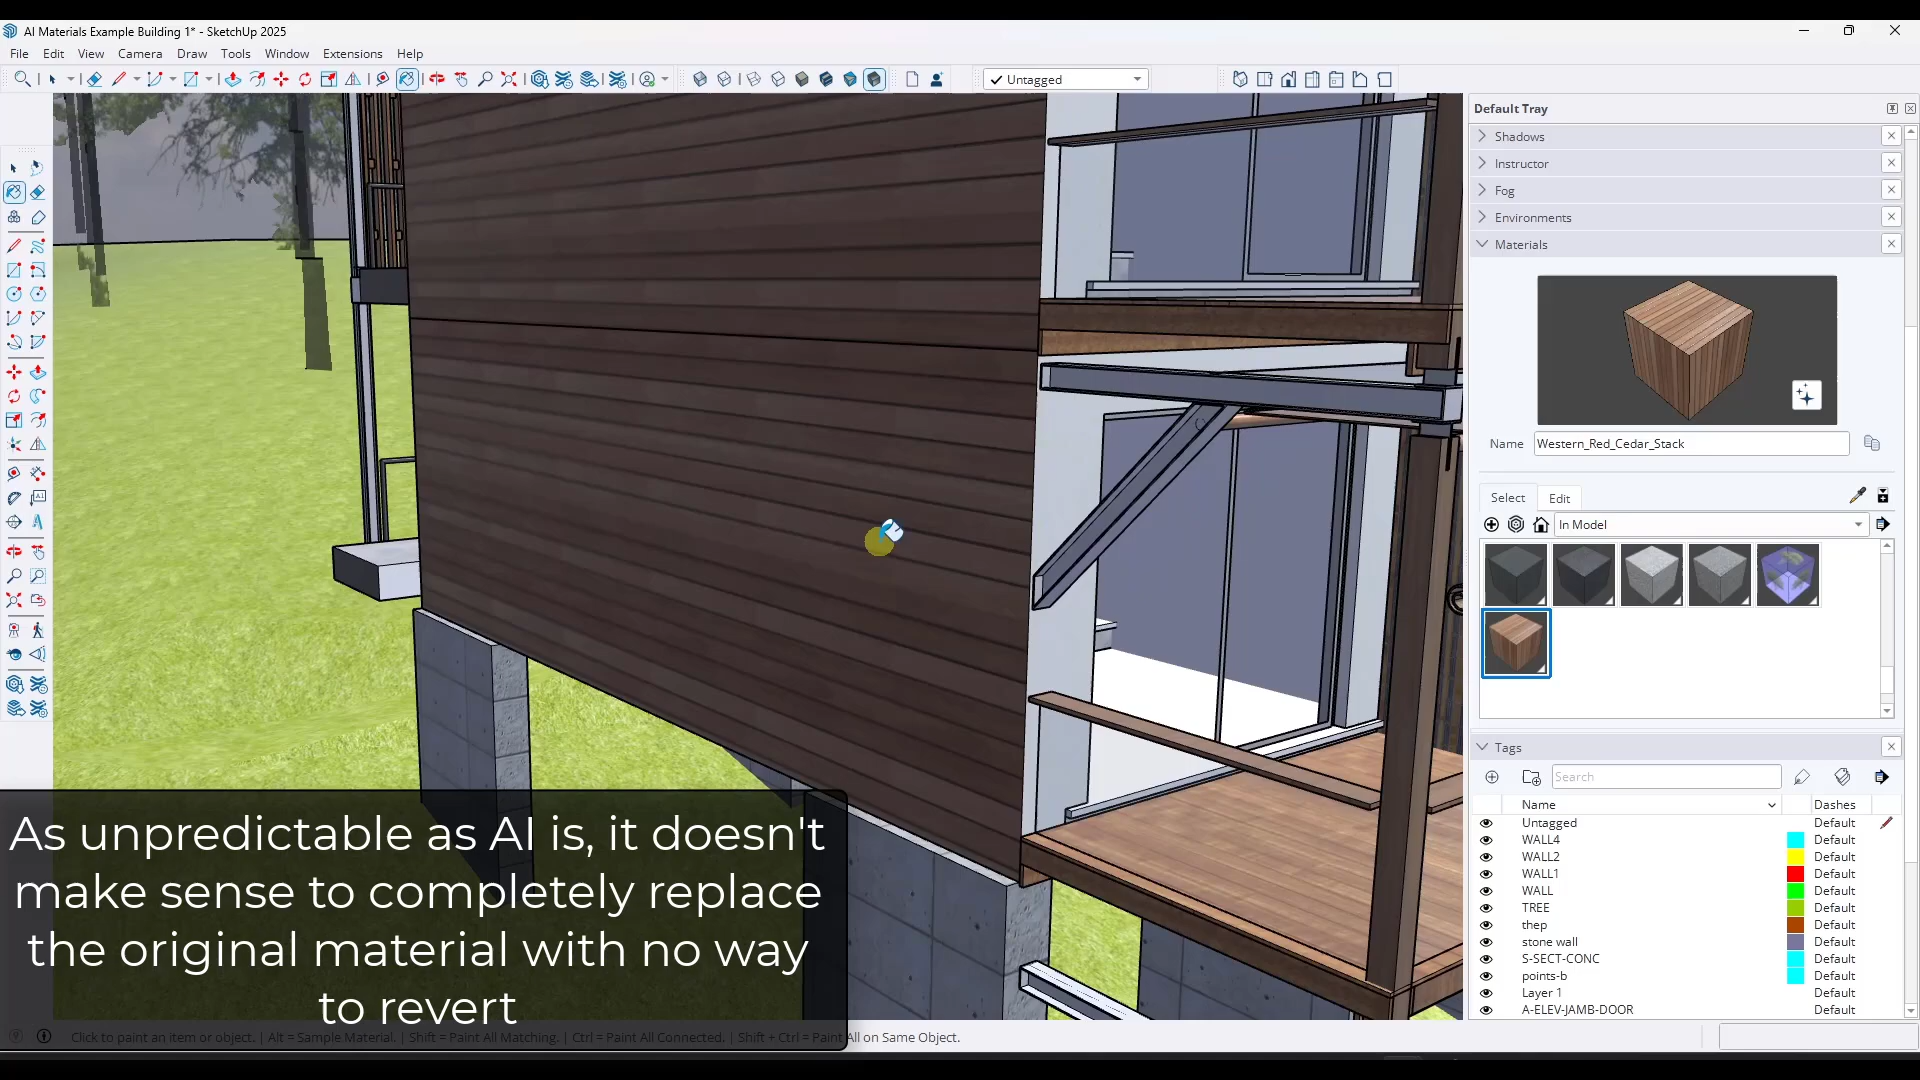 AI Materials Example Building 1* - SketchUp 2025
File Edit View Camera Draw Tools Window Extensions Help
Untagged
Default Tray
Shadows
Instructor
Fog
Environments
Materials
Name Western_Red_Cedar_Stack
Select Edit
In Model
Tags
Search
Name Dashes
Untagged Default
WALL4 Default
WALL2 Default
WALL1 Default
WALL Default
TREE Default
thep Default
stone wall Default
S-SECT-CONC Default
points-b Default
Layer 1 Default
A-ELEV-JAMB-DOOR Default
As unpredictable as AI is, it doesn't
make sense to completely replace
the original material with no way
to revert
Click to paint an item or object. | Alt = Sample Material. | Shift = Paint All Matching. | Ctrl = Paint All Connected. | Shift + Ctrl = Paint All on Same Object.